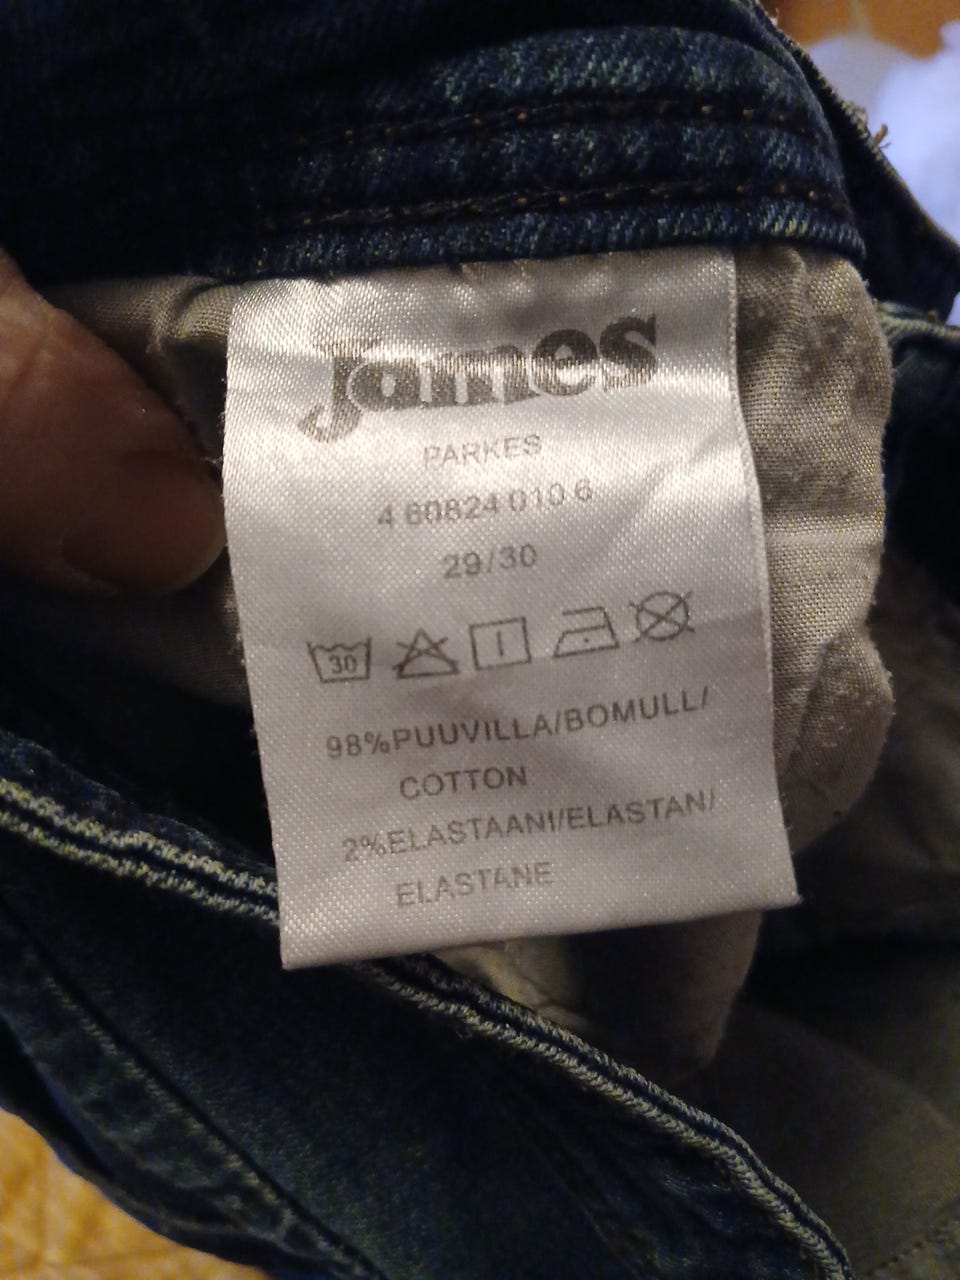 james
PARKES
4 60824 010 6
29/30
30
98%PUUVILLA/BOMULL/
COTTON
2%ELASTAANI/ELASTAN/
ELASTANE